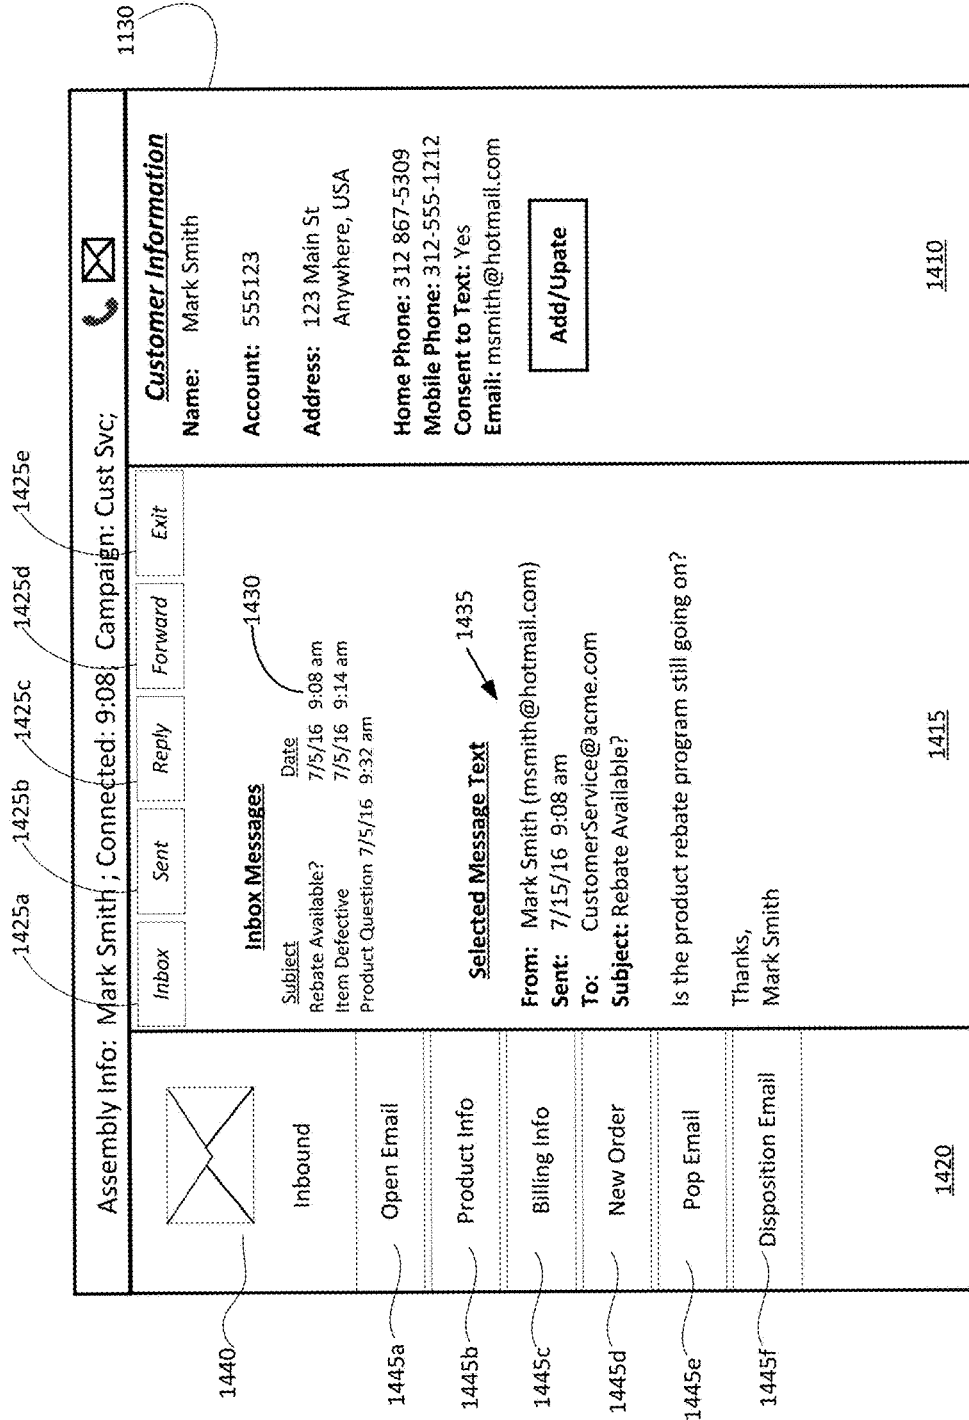 1130
1425a 1425b 1425c 1425d 1425e
Assembly Info: Mark Smith ; Connected: 9:08; Campaign: Cust Svc;
1440
Inbound
1445a Open Email
1445b Product Info
1445c Billing Info
1445d New Order
1445e Pop Email
1445f Disposition Email
1420
Inbox Sent Reply Forward Exit
Inbox Messages
1430
Subject Date
Rebate Available? 7/5/16 9:08 am
Item Defective 7/5/16 9:14 am
Product Question 7/5/16 9:32 am
Selected Message Text
1435
From: Mark Smith (msmith@hotmail.com)
Sent: 7/15/16 9:08 am
To: CustomerService@acme.com
Subject: Rebate Available?
Is the product rebate program still going on?
Thanks,
Mark Smith
1415
Customer Information
Name: Mark Smith
Account: 555123
Address: 123 Main St
Anywhere, USA
Home Phone: 312 867-5309
Mobile Phone: 312-555-1212
Consent to Text: Yes
Email: msmith@hotmail.com
Add/Upate
1410